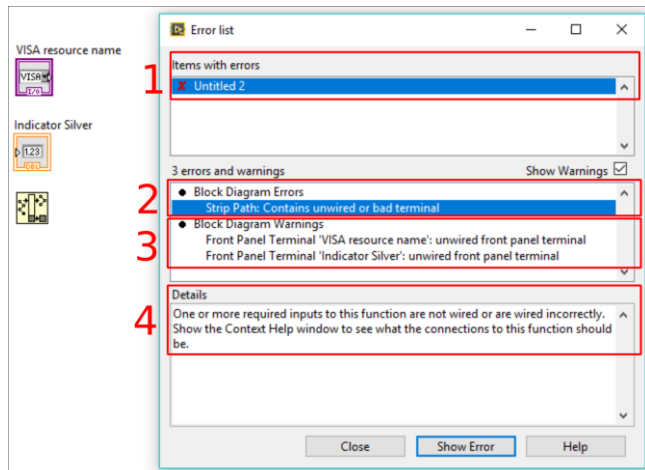 VISA resource name
VISA
I/O
Indicator Silver
1.23
DBL
Error list
1
Items with errors
X Untitled 2
3 errors and warnings
Show Warnings
2
Block Diagram Errors
Strip Path: Contains unwired or bad terminal
3
Block Diagram Warnings
Front Panel Terminal 'VISA resource name': unwired front panel terminal
Front Panel Terminal 'Indicator Silver': unwired front panel terminal
4
Details
One or more required inputs to this function are not wired or are wired incorrectly.
Show the Context Help window to see what the connections to this function should
be.
Close
Show Error
Help